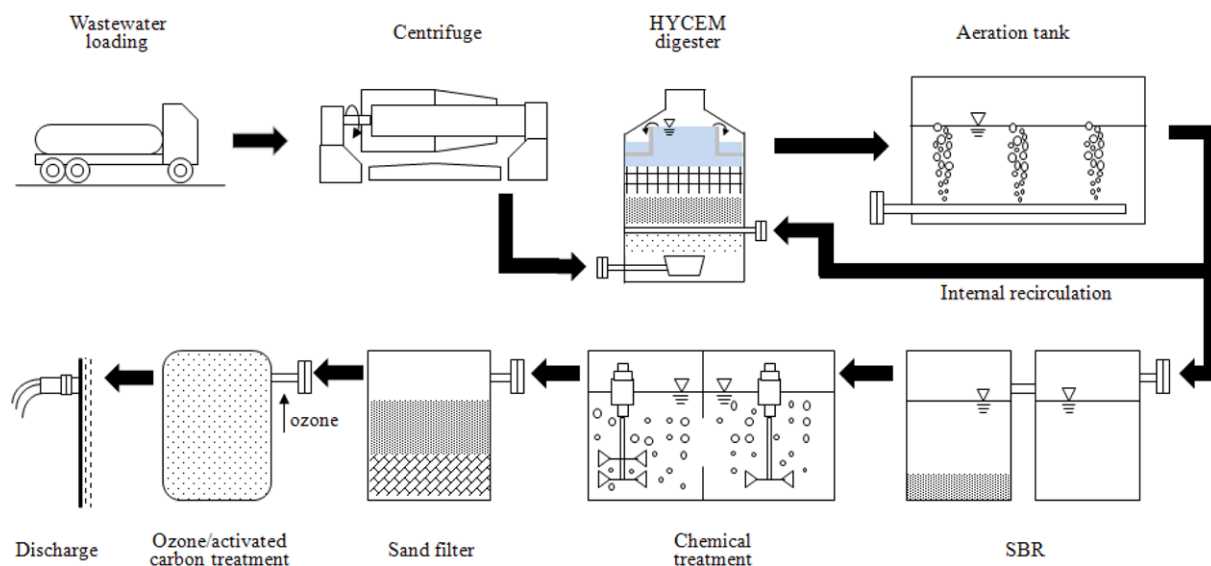 Wastewater
loading
Centrifuge
HYCEM
digester
Aeration tank
Internal recirculation
ozone
Discharge
Ozone/activated
carbon treatment
Sand filter
Chemical
treatment
SBR